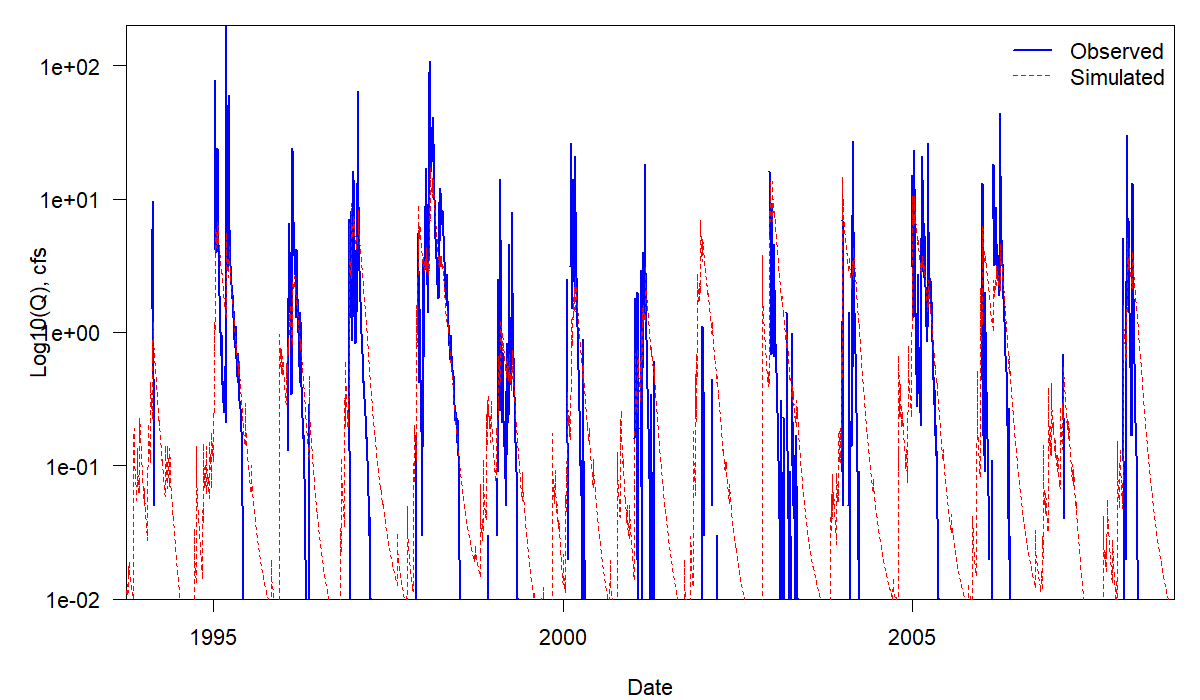 Observed
Simulated
Log10(Q), cfs
1e+02
1e+01
1e+00
1e-01
1e-02
1995
2000
2005
Date